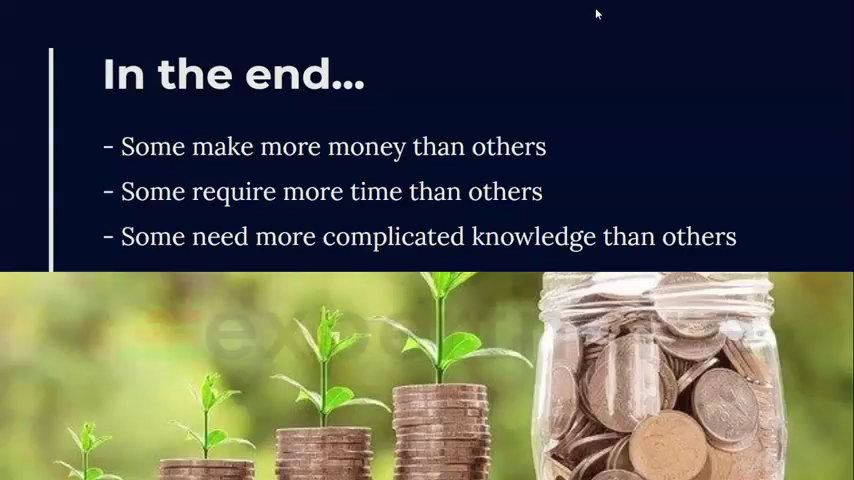 In the end...
- Some make more money than others
- Some require more time than others
- Some need more complicated knowledge than others